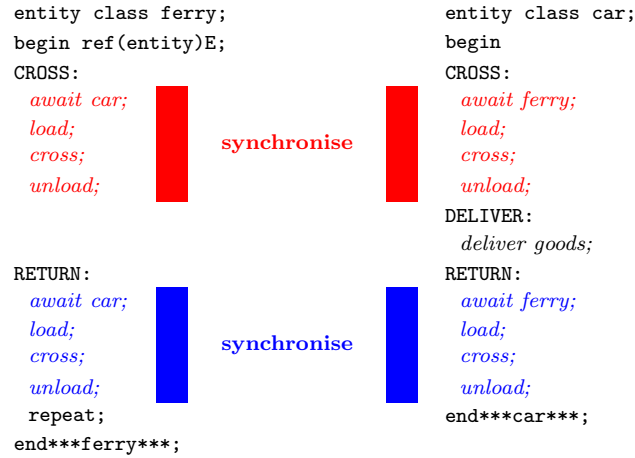 entity class ferry;
begin ref(entity)E;
CROSS:
await car;
load;
cross;
unload;
RETURN:
await car;
load;
cross;
unload;
repeat;
end***ferry***;
synchronise
synchronise
entity class car;
begin
CROSS:
await ferry;
load;
cross;
unload;
DELIVER:
deliver goods;
RETURN:
await ferry;
load;
cross;
unload;
end***car***;